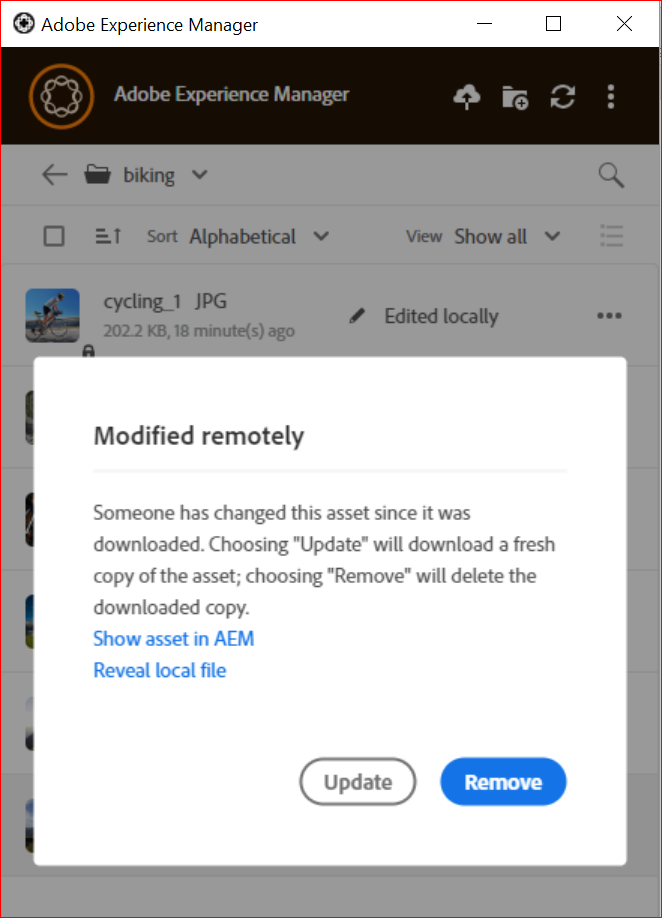 Adobe Experience Manager
Adobe Experience Manager
biking
Sort Alphabetical View Show all
cycling_1 JPG
202.2 KB, 18 minute(s) ago
Edited locally
Modified remotely
Someone has changed this asset since it was
downloaded. Choosing "Update" will download a fresh
copy of the asset; choosing "Remove" will delete the
downloaded copy.
Show asset in AEM
Reveal local file
Update Remove